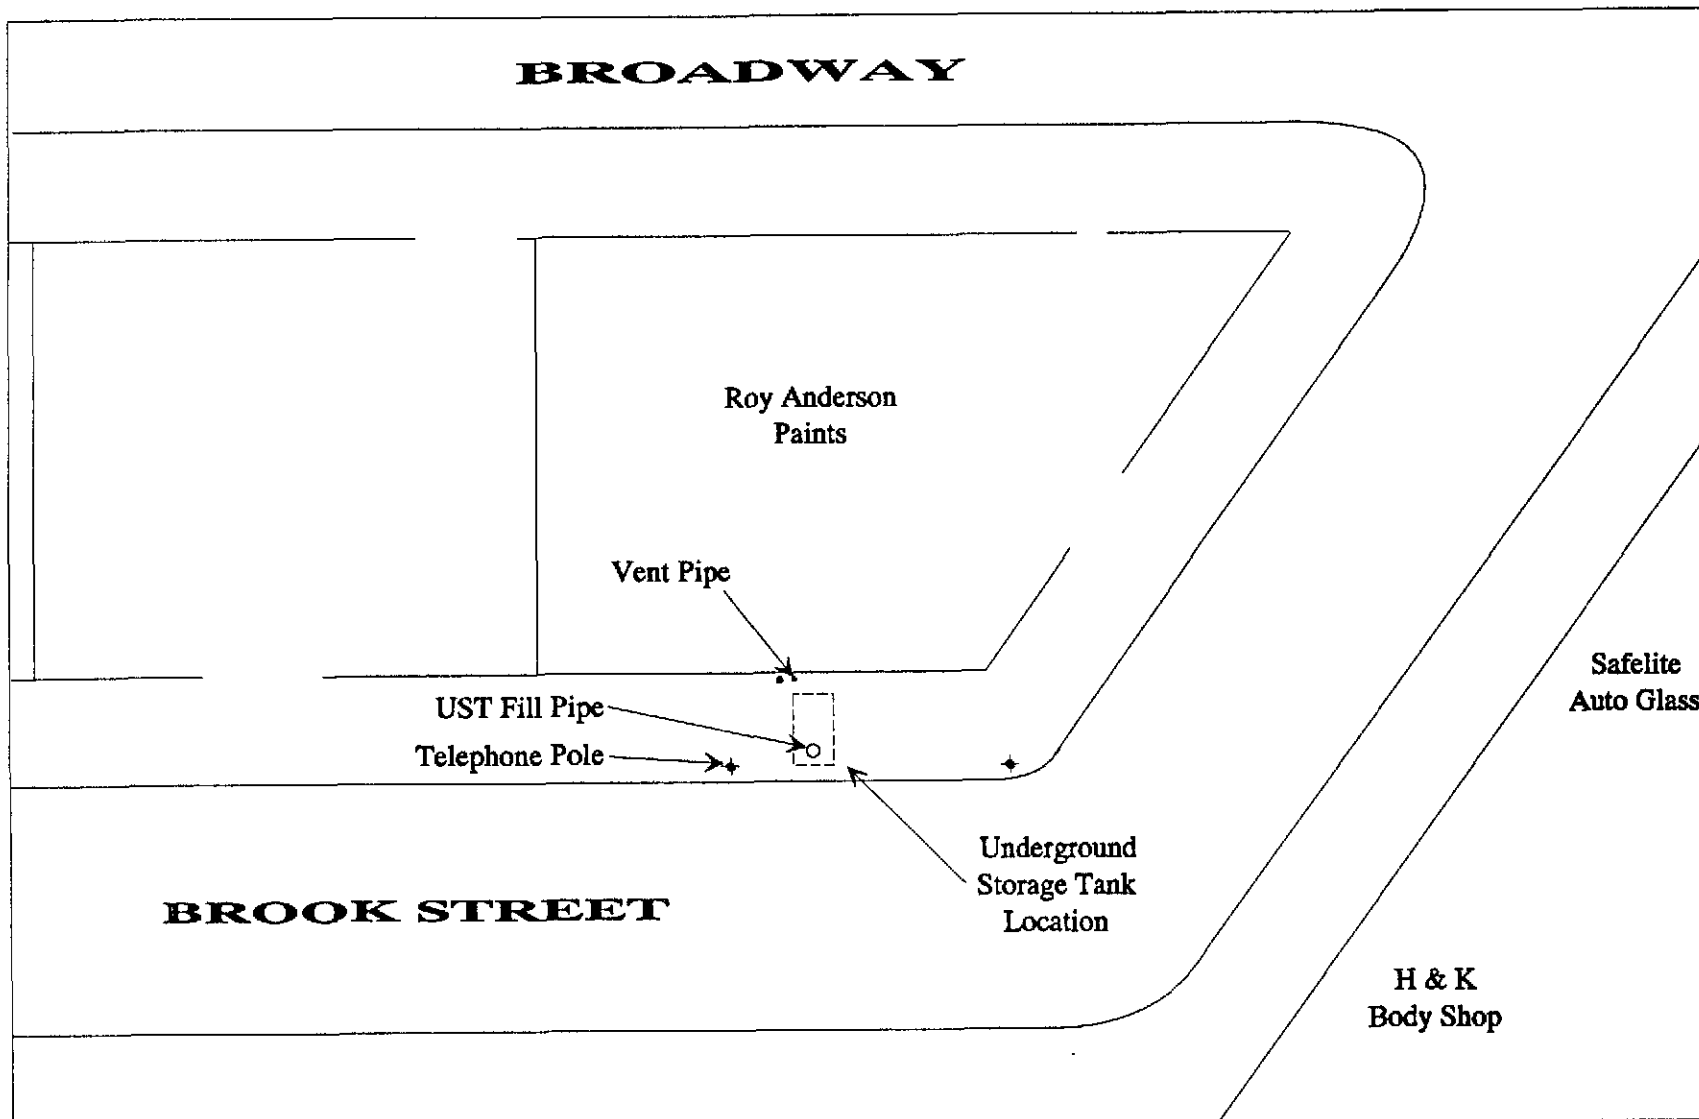 BROADWAY
Roy Anderson
Paints
Vent Pipe
UST Fill Pipe
Telephone Pole
Safelite
Auto Glass
Underground
Storage Tank
Location
BROOK STREET
H & K
Body Shop